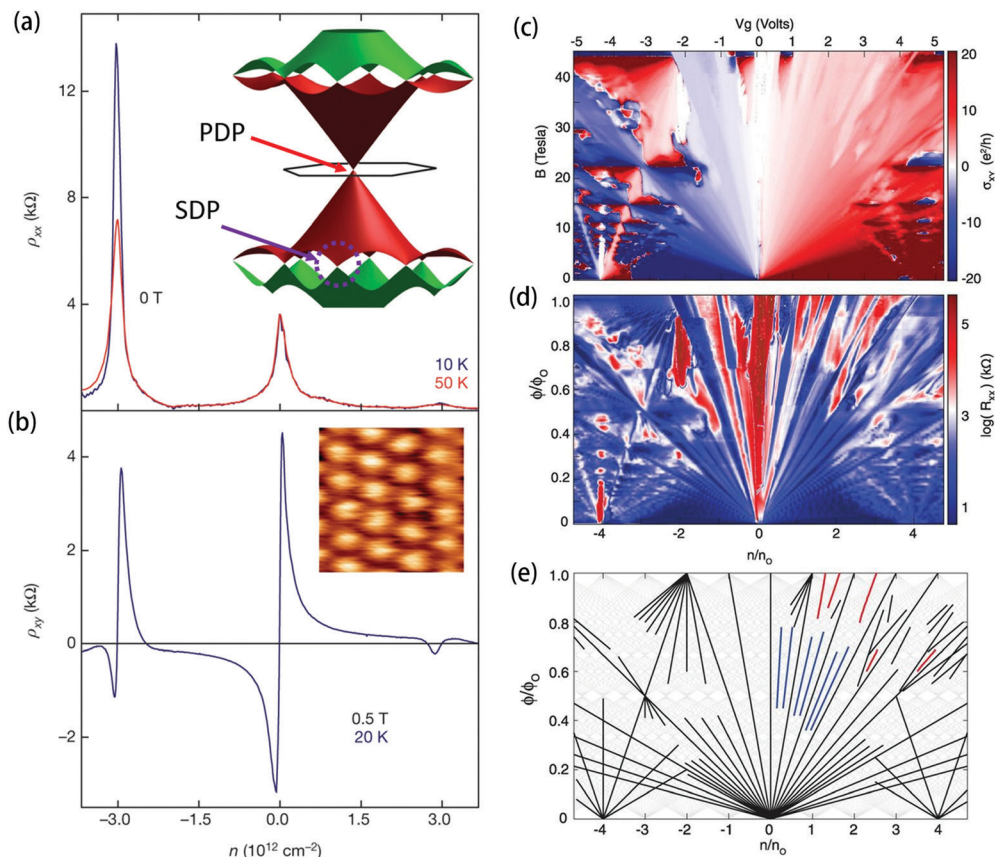 (a)
12
8
4
ρxx (kΩ)
PDP
SDP
0 T
10 K
50 K
(b)
4
2
0
−2
ρxy (kΩ)
0.5 T
20 K
−3.0
0.0
3.0
n (10¹² cm⁻²)
(c)
Vg (Volts)
-5 -4 -3 -2 -1 0 1 2 3 4 5
40
30
20
10
0
B (Tesla)
20
10
0
-10
-20
σxy (e²/h)
(d)
1.0
0.8
0.6
0.4
0.2
0
ϕ/ϕo
-4 -2 0 2 4
n/no
5
3
1
log( Rxx ) (kΩ)
(e)
1.0
0.8
0.6
0.4
0.2
0
ϕ/ϕo
-4 -3 -2 -1 0 1 2 3 4
n/no